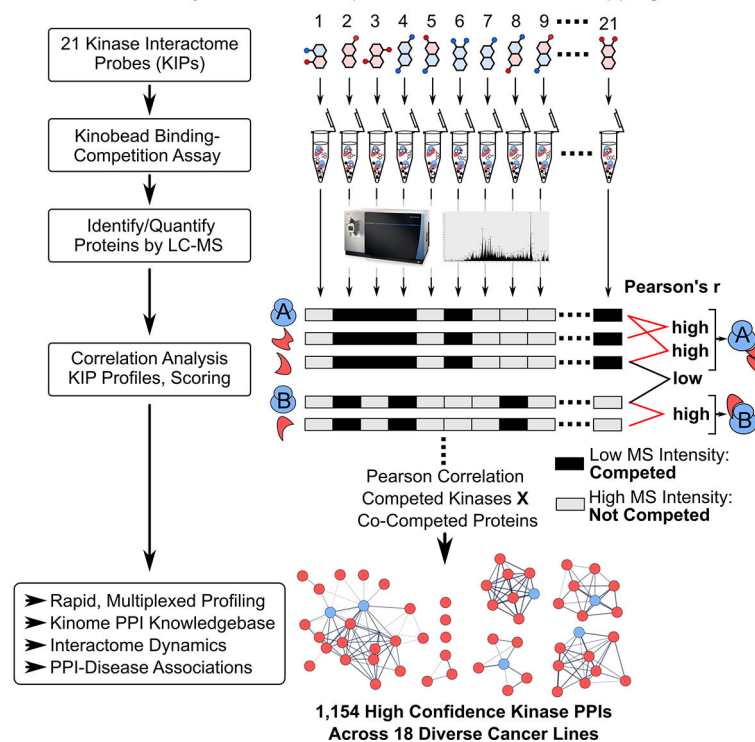 1 2 3 4 5 6 7 8 9 21
21 Kinase Interactome
Probes (KIPs)
Kinobead Binding-
Competition Assay
Identify/Quantify
Proteins by LC-MS
Pearson's r
A
high
A
high
Correlation Analysis
KIP Profiles, Scoring
low
B
high
B
Low MS Intensity:
Competed
High MS Intensity:
Not Competed
Pearson Correlation
Competed Kinases X
Co-Competed Proteins
Rapid, Multiplexed Profiling
Kinome PPI Knowledgebase
Interactome Dynamics
PPI-Disease Associations
1,154 High Confidence Kinase PPIs
Across 18 Diverse Cancer Lines